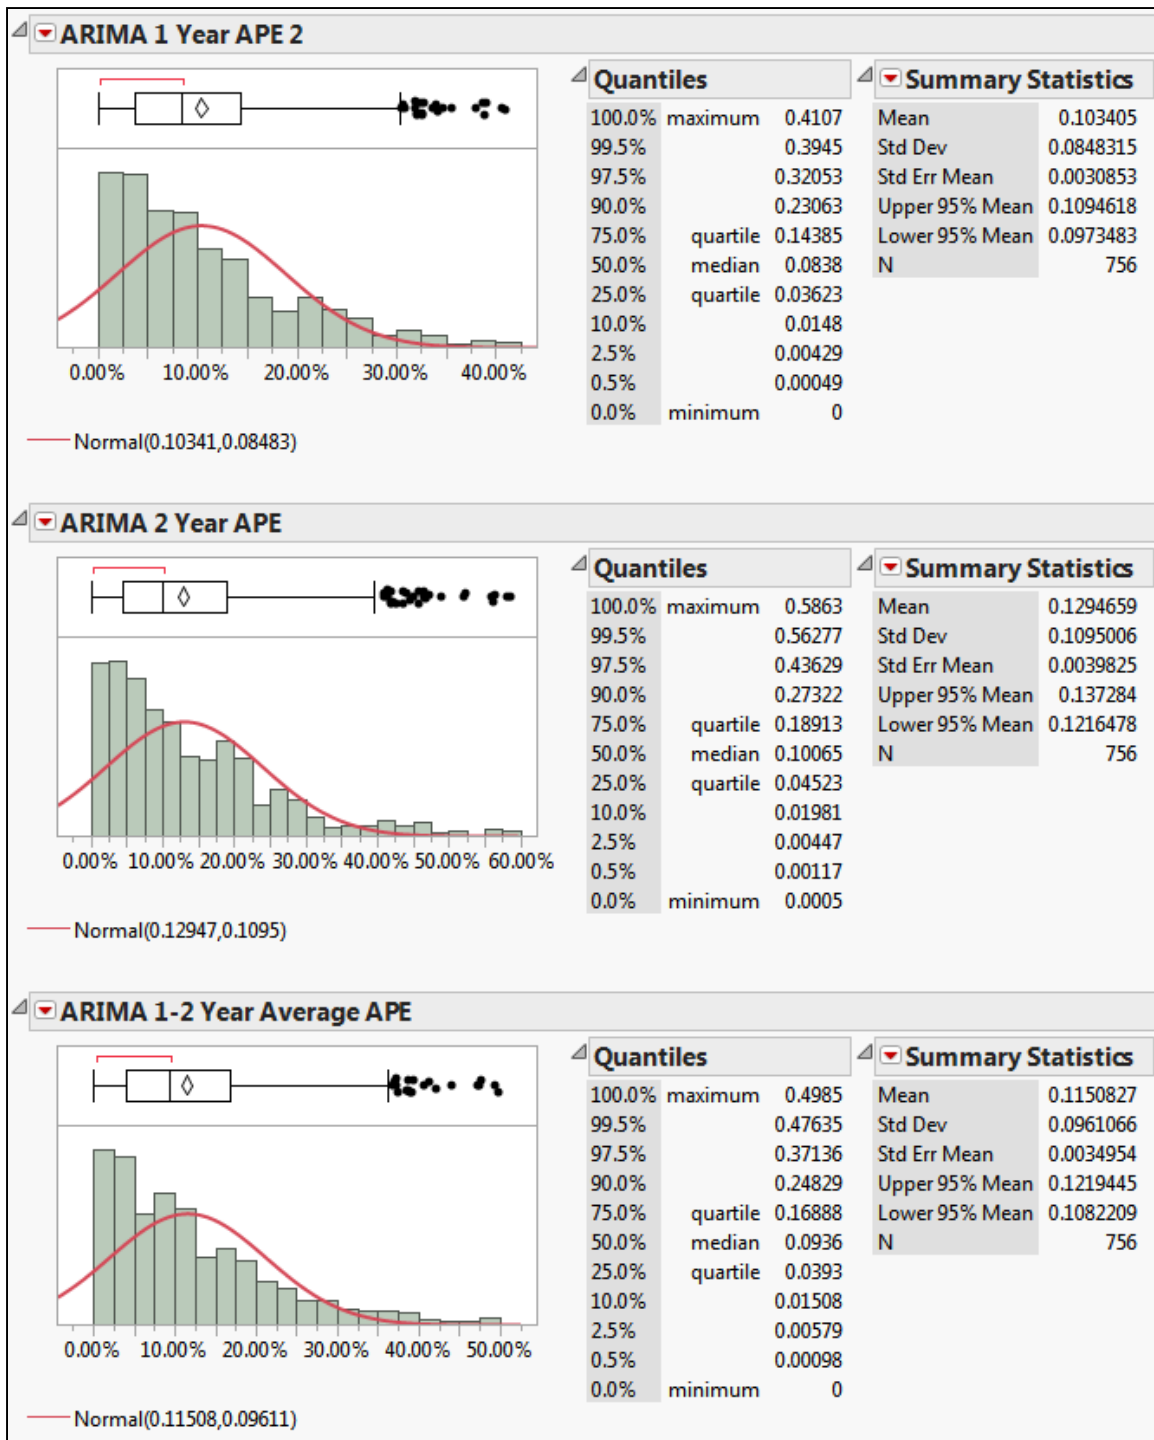 ARIMA 1 Year APE 2
0.00% 10.00% 20.00% 30.00% 40.00%
Normal(0.10341,0.08483)
Quantiles
100.0% maximum 0.4107
99.5% 0.3945
97.5% 0.32053
90.0% 0.23063
75.0% quartile 0.14385
50.0% median 0.0838
25.0% quartile 0.03623
10.0% 0.0148
2.5% 0.00429
0.5% 0.00049
0.0% minimum 0
Summary Statistics
Mean 0.103405
Std Dev 0.0848315
Std Err Mean 0.0030853
Upper 95% Mean 0.1094618
Lower 95% Mean 0.0973483
N 756
ARIMA 2 Year APE
0.00% 10.00% 20.00% 30.00% 40.00% 50.00% 60.00%
Normal(0.12947,0.1095)
Quantiles
100.0% maximum 0.5863
99.5% 0.56277
97.5% 0.43629
90.0% 0.27322
75.0% quartile 0.18913
50.0% median 0.10065
25.0% quartile 0.04523
10.0% 0.01981
2.5% 0.00447
0.5% 0.00117
0.0% minimum 0.0005
Summary Statistics
Mean 0.1294659
Std Dev 0.1095006
Std Err Mean 0.0039825
Upper 95% Mean 0.137284
Lower 95% Mean 0.1216478
N 756
ARIMA 1-2 Year Average APE
0.00% 10.00% 20.00% 30.00% 40.00% 50.00%
Normal(0.11508,0.09611)
Quantiles
100.0% maximum 0.4985
99.5% 0.47635
97.5% 0.37136
90.0% 0.24829
75.0% quartile 0.16888
50.0% median 0.0936
25.0% quartile 0.0393
10.0% 0.01508
2.5% 0.00579
0.5% 0.00098
0.0% minimum 0
Summary Statistics
Mean 0.1150827
Std Dev 0.0961066
Std Err Mean 0.0034954
Upper 95% Mean 0.1219445
Lower 95% Mean 0.1082209
N 756